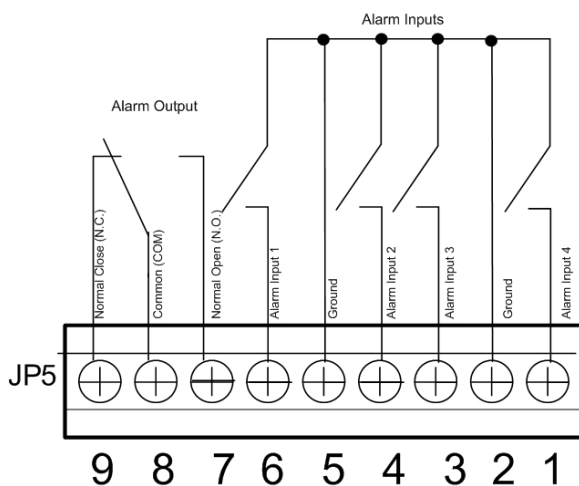 Alarm Inputs
Alarm Output
Normal Close (N.C.)
Common (COM)
Normal Open (N.O.)
Alarm Input 1
Ground
Alarm Input 2
Alarm Input 3
Ground
Alarm Input 4
JP5
9 8 7 6 5 4 3 2 1